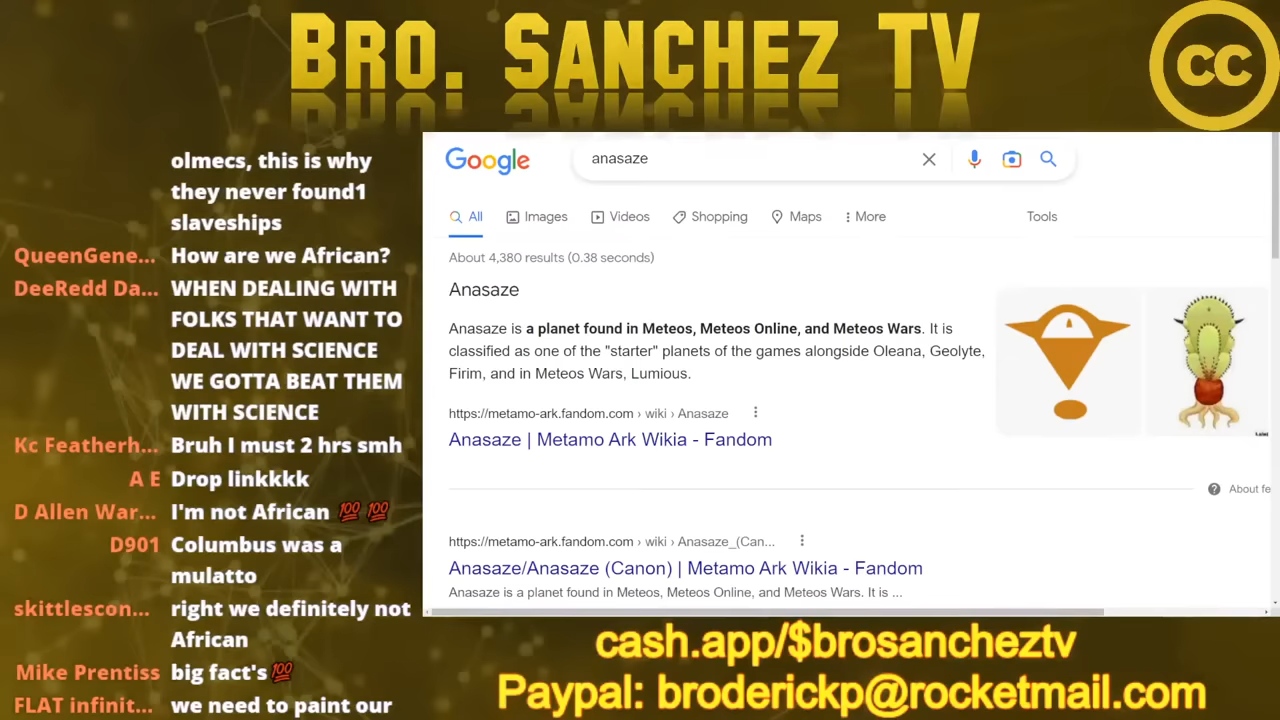 BRO. SANCHEZ TV
CC
olmecs, this is why
they never found1
slaveships
QueenGene... How are we African?
DeeRedd Da... WHEN DEALING WITH
FOLKS THAT WANT TO
DEAL WITH SCIENCE
WE GOTTA BEAT THEM
WITH SCIENCE
Kc Featherh... Bruh I must 2 hrs smh
A E Drop linkkkk
D Allen War... I'm not African 💯 💯
D901 Columbus was a
mulatto
skittlescon... right we definitely not
African
Mike Prentiss big fact's💯
FLAT infinit... we need to paint our
Google anasaze
All Images Videos Shopping Maps More Tools
About 4,380 results (0.38 seconds)
Anasaze
Anasaze is a planet found in Meteos, Meteos Online, and Meteos Wars. It is
classified as one of the "starter" planets of the games alongside Oleana, Geolyte,
Firim, and in Meteos Wars, Lumious.
https://metamo-ark.fandom.com › wiki › Anasaze
Anasaze | Metamo Ark Wikia - Fandom
About fe
https://metamo-ark.fandom.com › wiki › Anasaze_(Can...
Anasaze/Anasaze (Canon) | Metamo Ark Wikia - Fandom
Anasaze is a planet found in Meteos, Meteos Online, and Meteos Wars. It is ...
cash.app/$brosancheztv
Paypal: broderickp@rocketmail.com